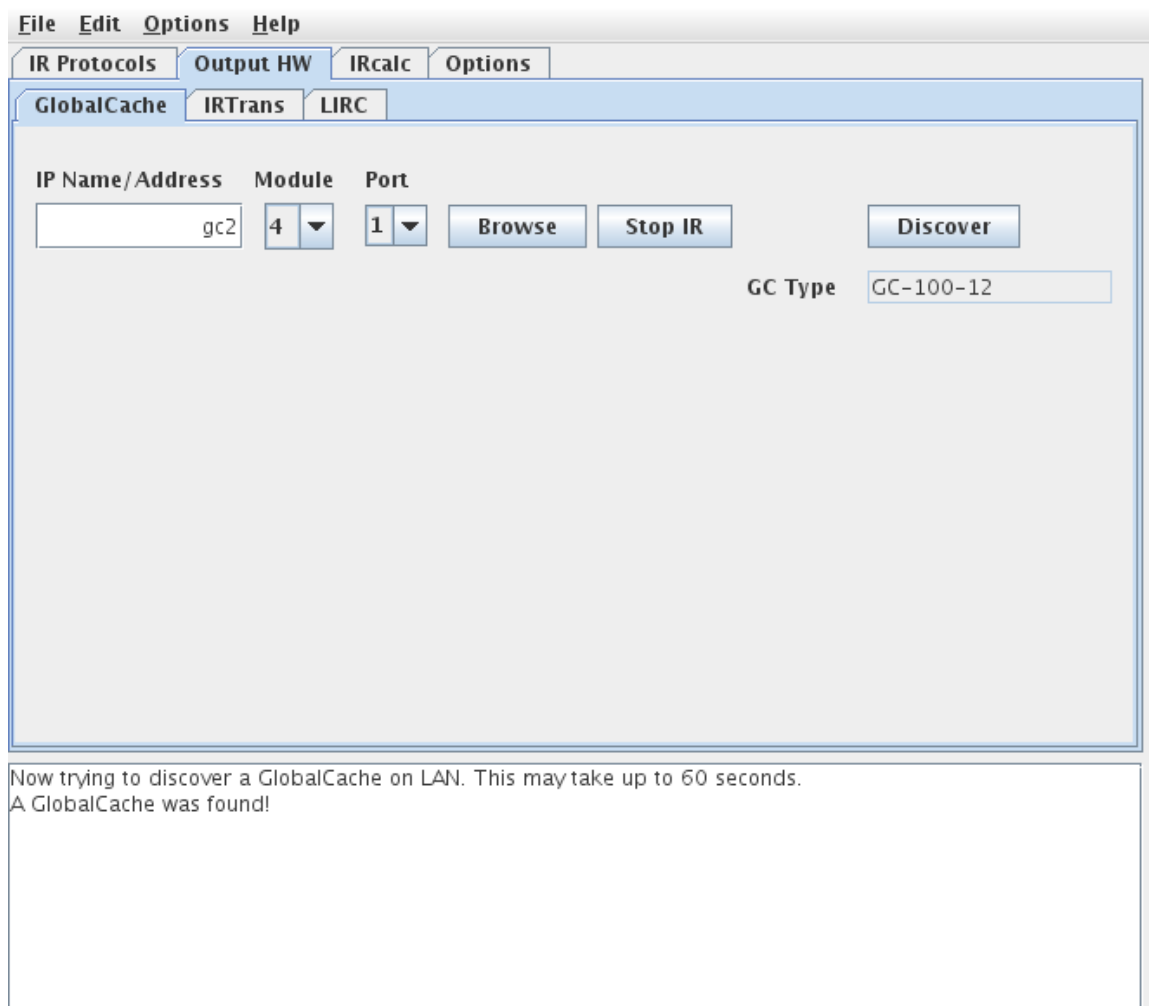 File Edit Options Help
IR Protocols Output HW IRcalc Options
GlobalCache IRTrans LIRC
IP Name/Address Module Port
gc2 4 1 Browse Stop IR Discover
GC Type GC-100-12
Now trying to discover a GlobalCache on LAN. This may take up to 60 seconds.
A GlobalCache was found!